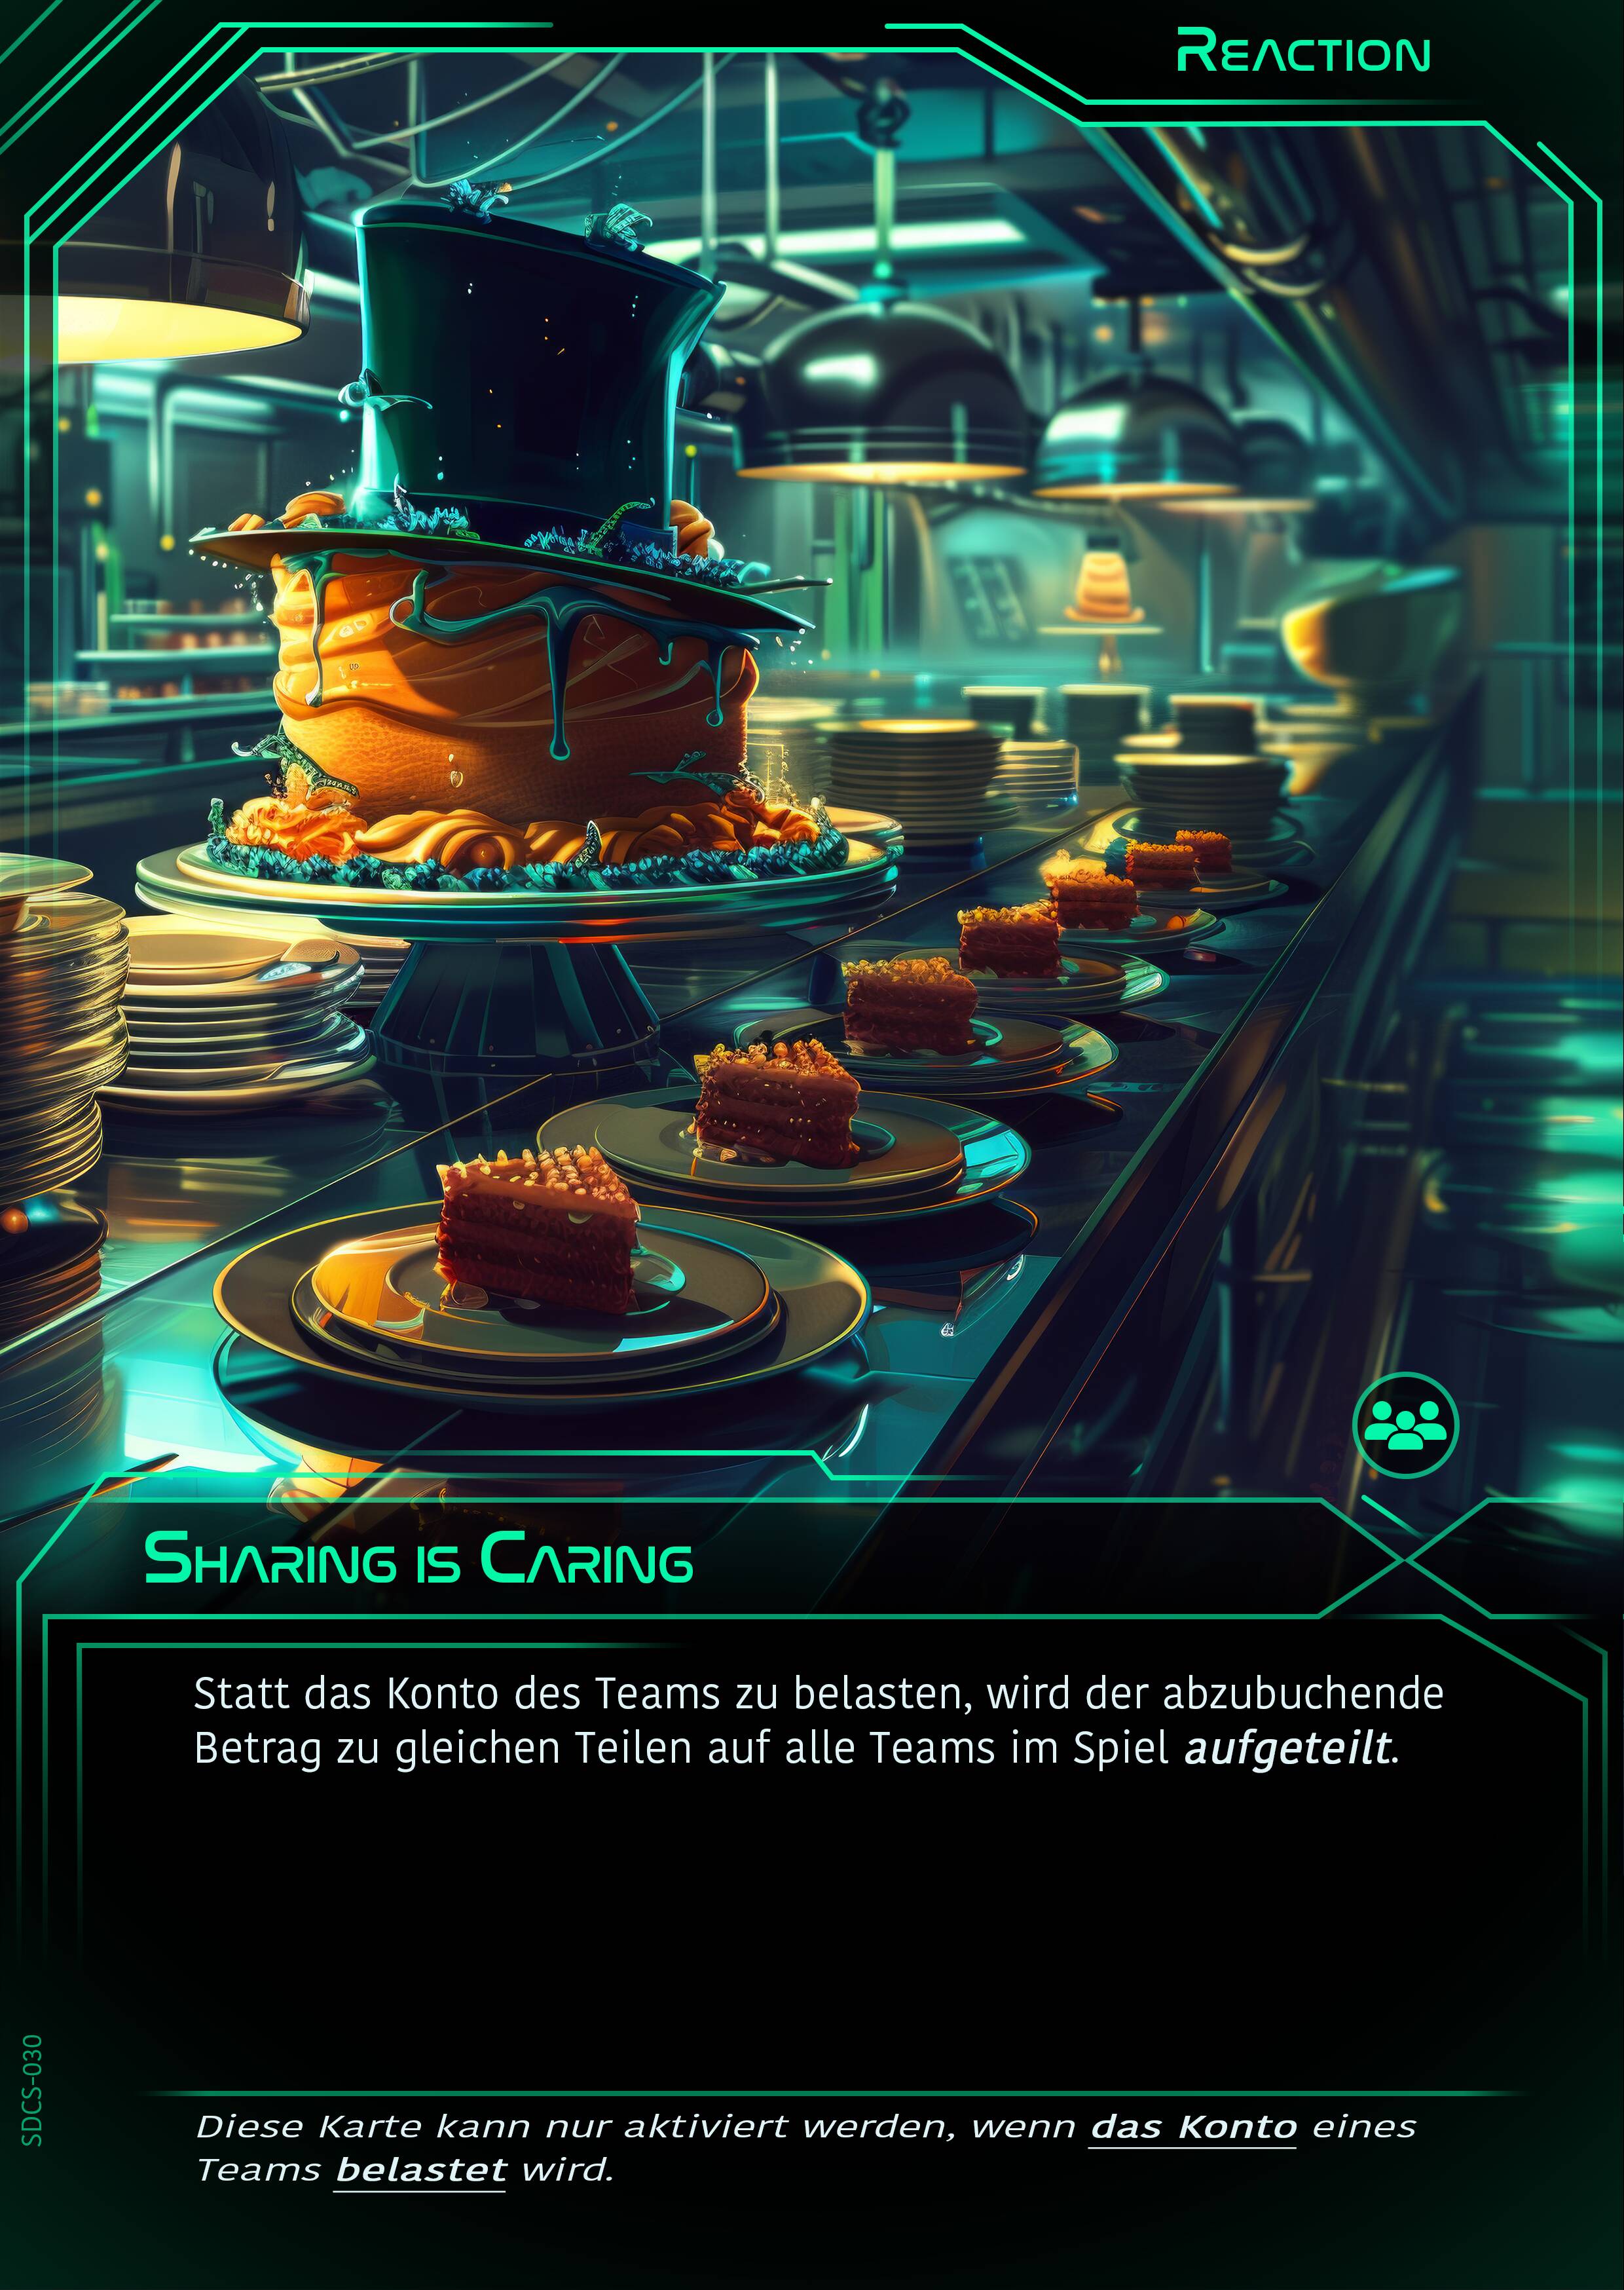 Reaction
Sharing is Caring
Statt das Konto des Teams zu belasten, wird der abzubuchende
Betrag zu gleichen Teilen auf alle Teams im Spiel aufgeteilt.
SDCS-030
Diese Karte kann nur aktiviert werden, wenn das Konto eines
Teams belastet wird.